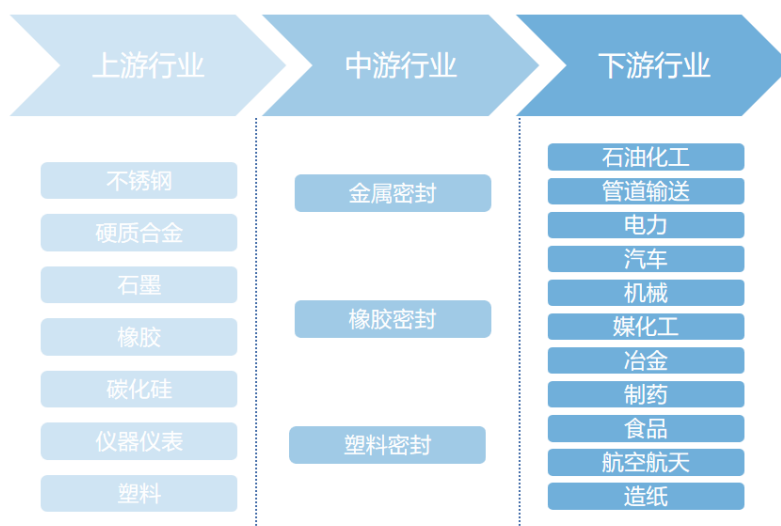 上游行业
中游行业
下游行业
不锈钢
硬质合金
石墨
橡胶
碳化硅
仪器仪表
塑料
金属密封
橡胶密封
塑料密封
石油化工
管道输送
电力
汽车
机械
媒化工
冶金
制药
食品
航空航天
造纸